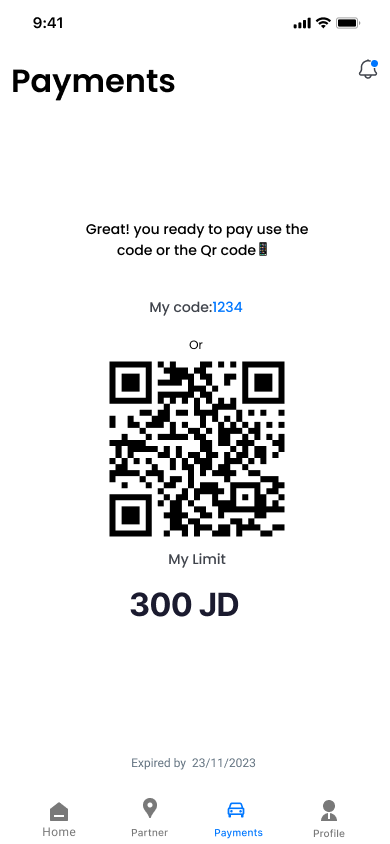 9:41
Payments
Great! you ready to pay use the
code or the Qr code📱
My code:1234
Or
My Limit
300 JD
Expired by 23/11/2023
Home
Partner
Payments
Profile